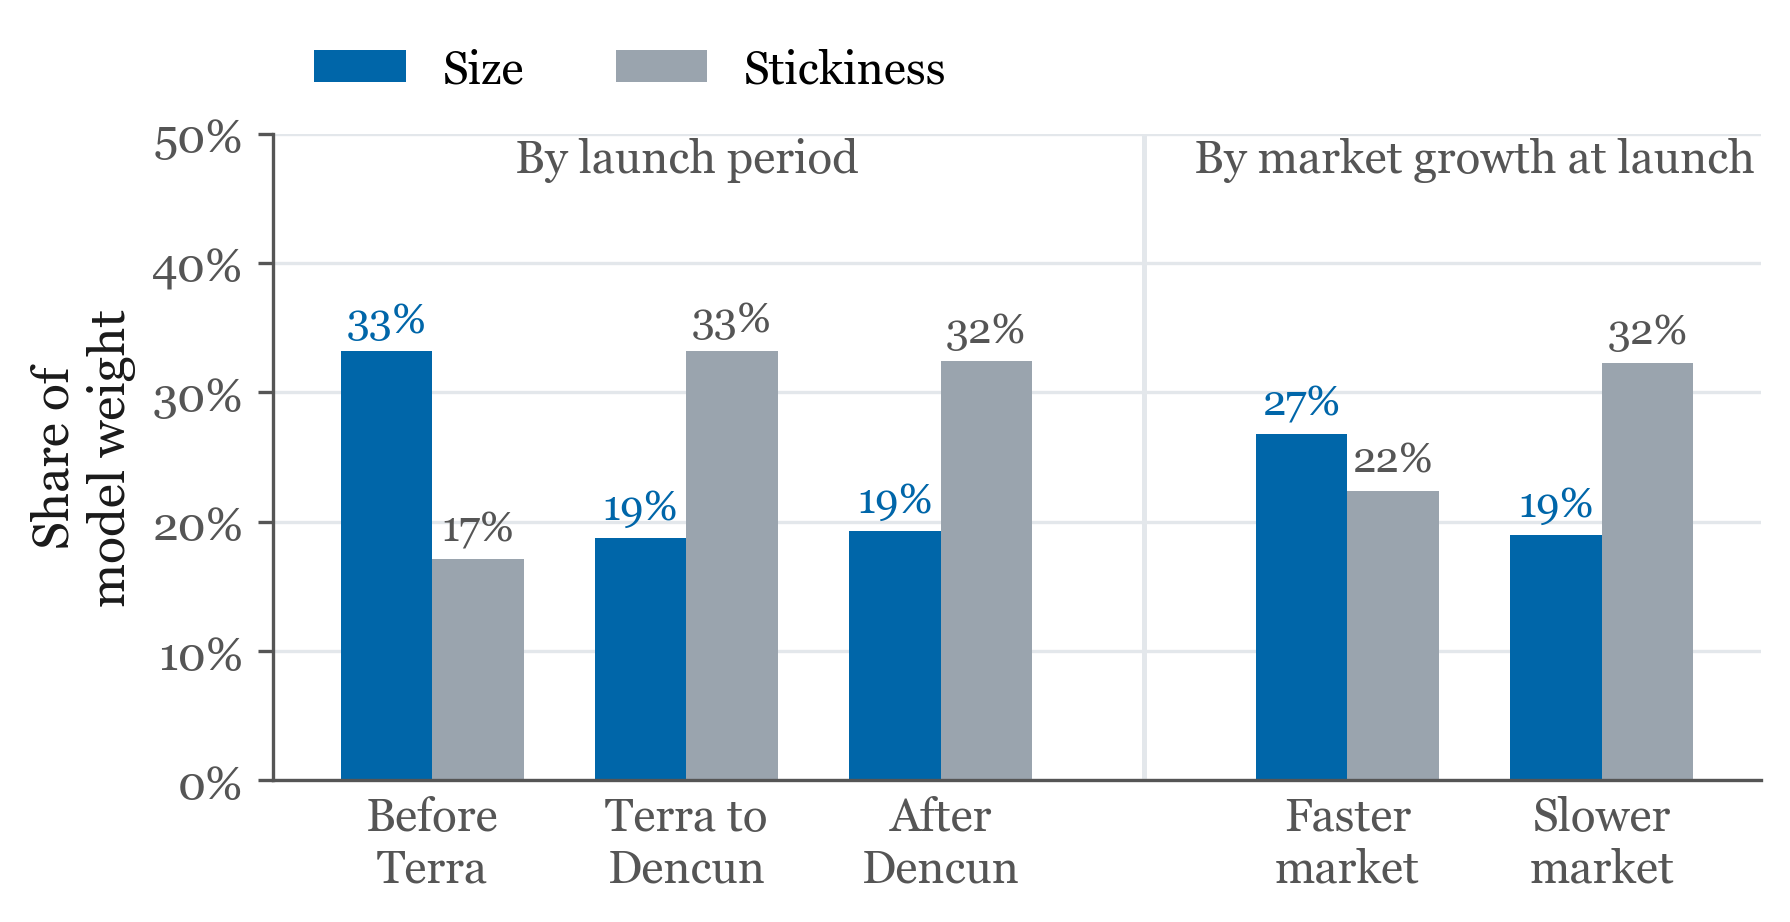 Size Stickiness
By launch period By market growth at launch
Share of
model weight
50%
40%
30%
20%
10%
0%
33% 17% 19% 33% 19% 32% 27% 22% 19% 32%
Before Terra to After Faster Slower
Terra Dencun Dencun market market